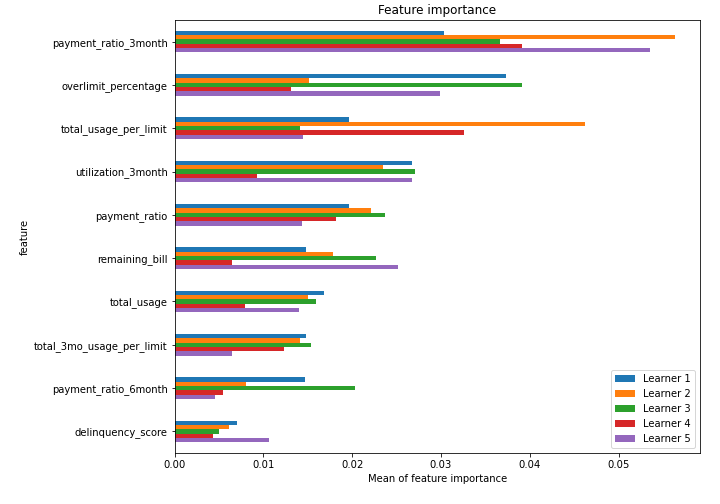 Feature importance
payment_ratio_3month
overlimit_percentage
total_usage_per_limit
utilization_3month
payment_ratio
remaining_bill
total_usage
total_3mo_usage_per_limit
payment_ratio_6month
delinquency_score
feature
Learner 1
Learner 2
Learner 3
Learner 4
Learner 5
0.00 0.01 0.02 0.03 0.04 0.05
Mean of feature importance